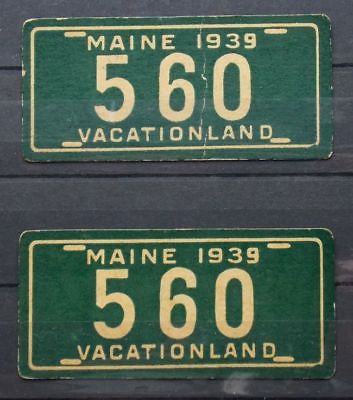 MAINE 1939
560
VACATIONLAND
MAINE 1939
560
VACATIONLAND